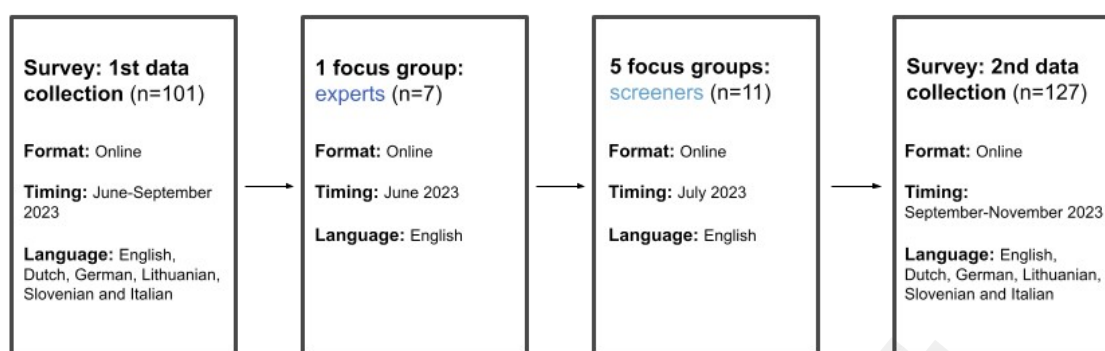 Survey: 1st data
collection (n=101)
Format: Online
Timing: June-September
2023
Language: English,
Dutch, German, Lithuanian,
Slovenian and Italian
1 focus group:
experts (n=7)
Format: Online
Timing: June 2023
Language: English
5 focus groups:
screeners (n=11)
Format: Online
Timing: July 2023
Language: English
Survey: 2nd data
collection (n=127)
Format: Online
Timing:
September-November 2023
Language: English,
Dutch, German, Lithuanian,
Slovenian and Italian